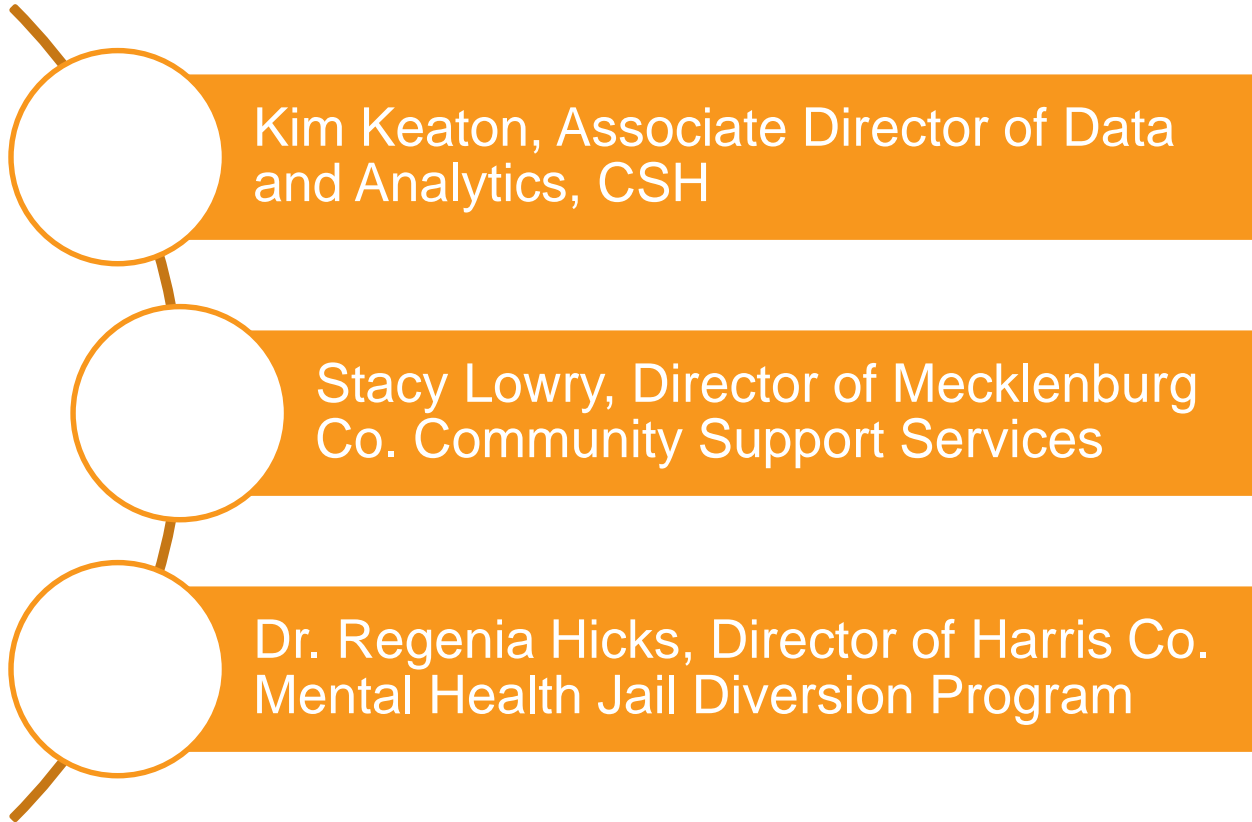 Kim Keaton, Associate Director of Data
and Analytics, CSH
Stacy Lowry, Director of Mecklenburg
Co. Community Support Services
Dr. Regenia Hicks, Director of Harris Co.
Mental Health Jail Diversion Program